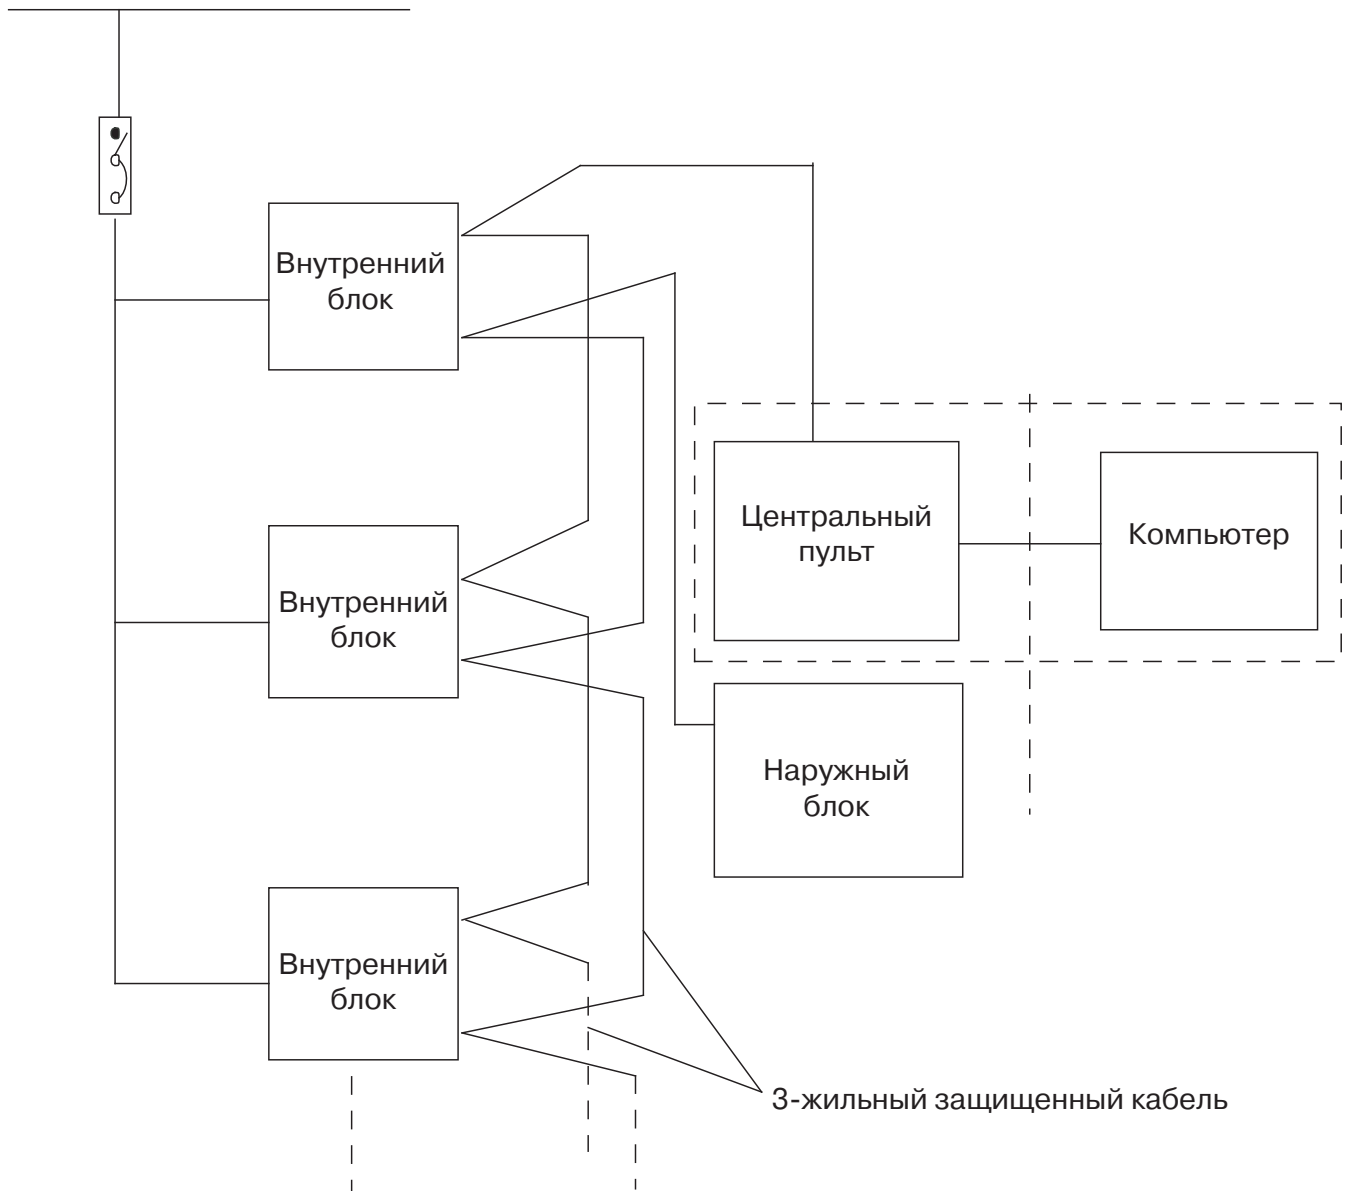 Внутренний
блок
Центральный
пульт
Компьютер
Внутренний
блок
Наружный
блок
Внутренний
блок
3-жильный защищенный кабель